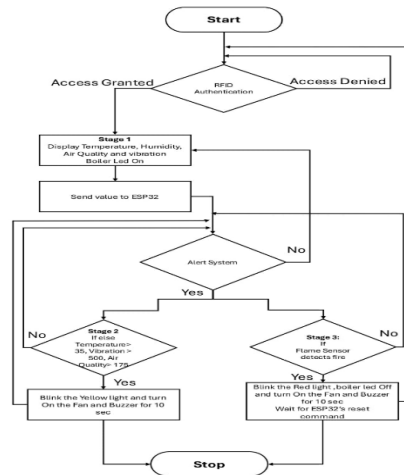 Start
Access Granted
RFID
Authentication
Access Denied
Stage 1
Display Temperature, Humidity,
Air Quality and vibration
Boiler Led On
Send value to ESP32
No
Alert System
Yes
Stage 2
If else
Temperature>
35, Vibration >
500, Air
Quality> 175
No
Yes
Blink the Yellow light and turn
On the Fan and Buzzer for 10
sec
Stage 3:
If
Flame Sensor
detects fire
No
Yes
Blink the Red light ,boiler led Off
and turn On the Fan and Buzzer
for 10 sec
Wait for ESP32's reset
command
Stop